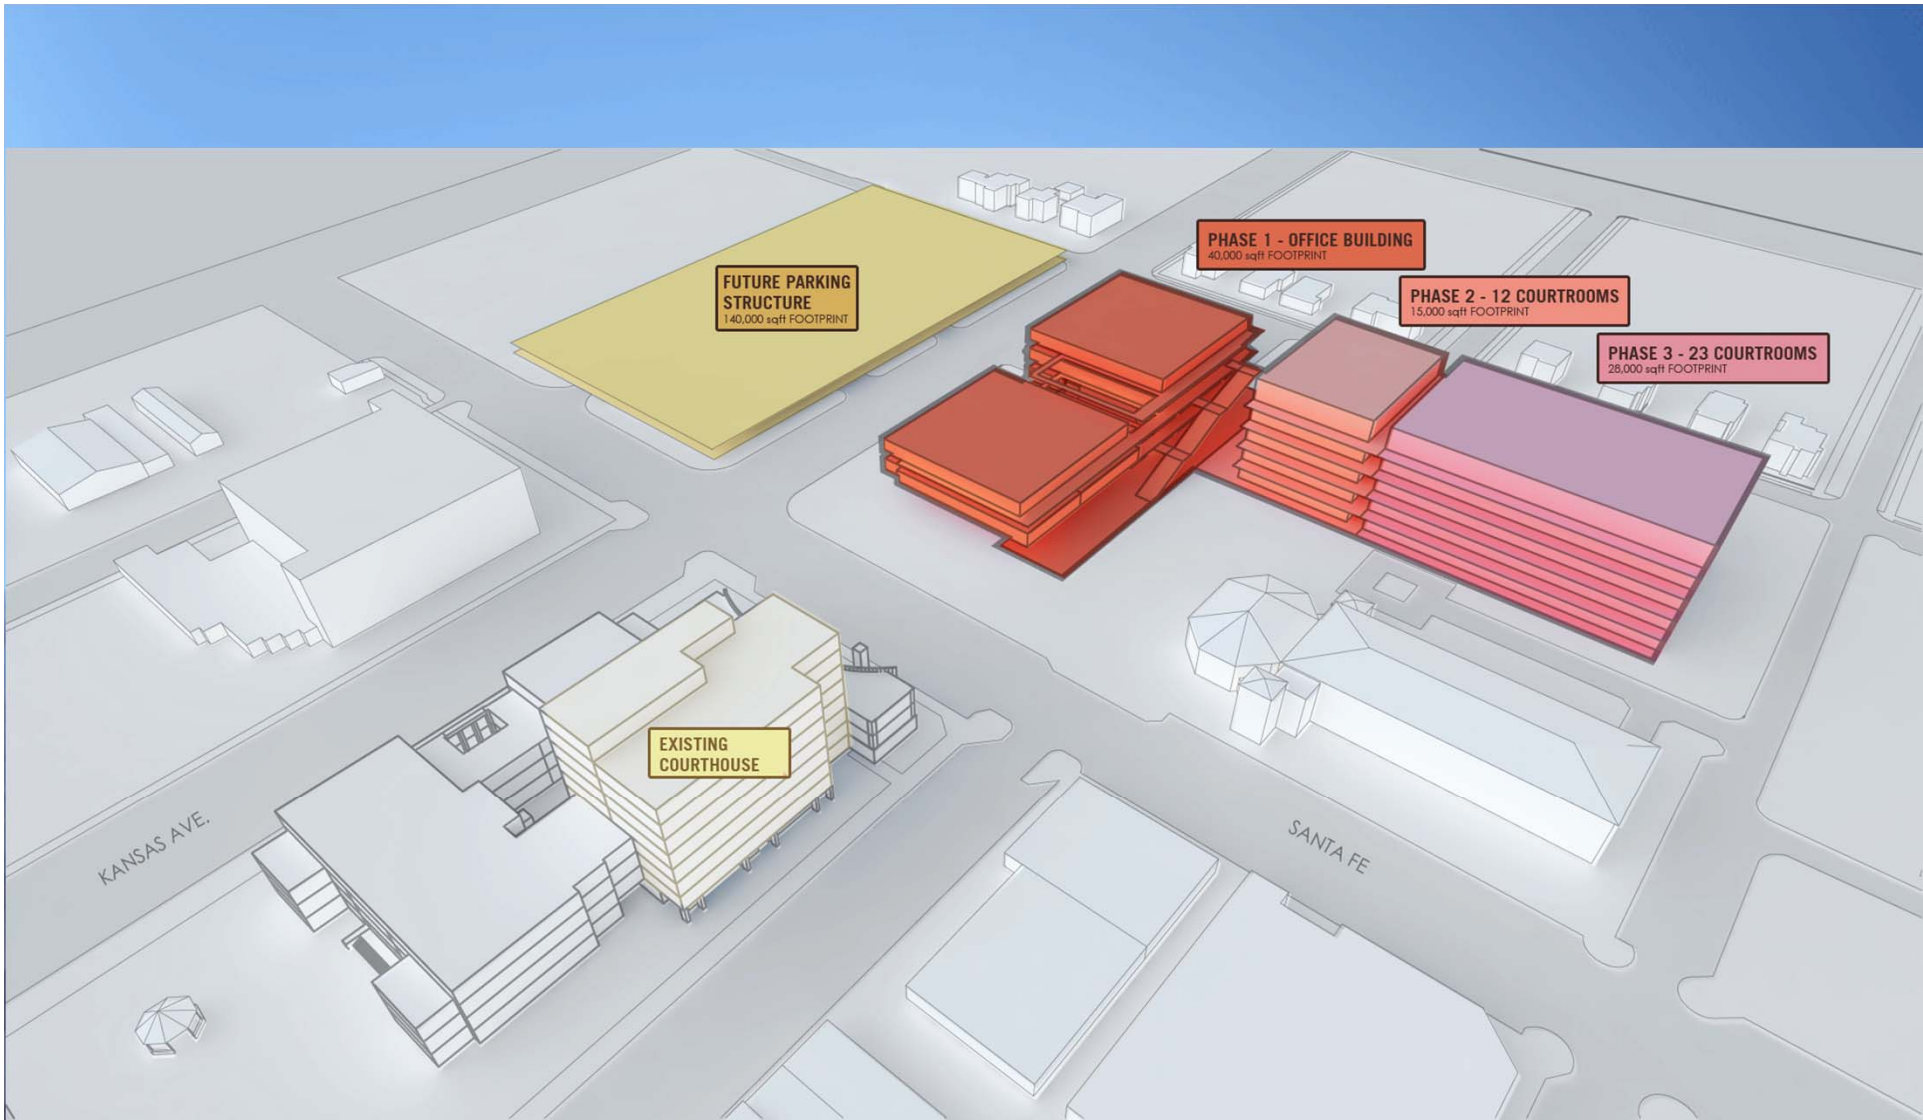 PHASE 1 - OFFICE BUILDING
40,000 sqft FOOTPRINT
FUTURE PARKING
STRUCTURE
140,000 sqft FOOTPRINT
PHASE 2 - 12 COURTROOMS
15,000 sqft FOOTPRINT
PHASE 3 - 23 COURTROOMS
28,000 sqft FOOTPRINT
EXISTING
COURTHOUSE
KANSAS AVE.
SANTA FE